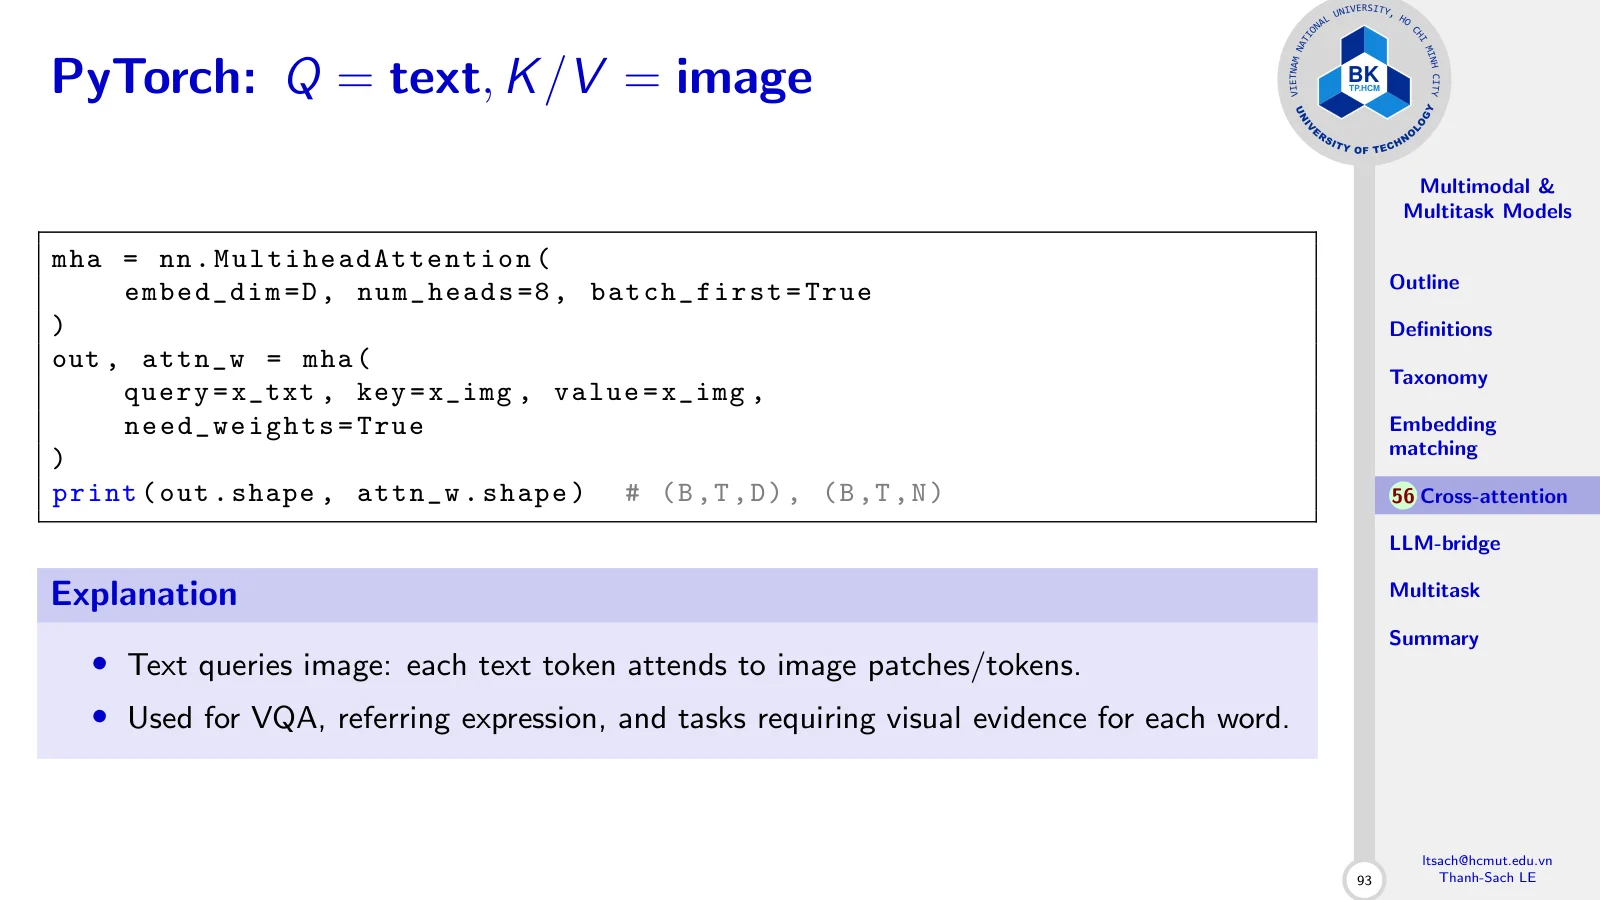 PyTorch: Q = text, K/V = image
mha = nn.MultiheadAttention(
    embed_dim=D, num_heads=8, batch_first=True
)
out, attn_w = mha(
    query=x_txt, key=x_img, value=x_img,
    need_weights=True
)
print(out.shape, attn_w.shape)  # (B,T,D), (B,T,N)
Explanation
• Text queries image: each text token attends to image patches/tokens.
• Used for VQA, referring expression, and tasks requiring visual evidence for each word.
VIETNAM NATIONAL UNIVERSITY, HO CHI MINH CITY
BK
TP.HCM
UNIVERSITY OF TECHNOLOGY
Multimodal &
Multitask Models
Outline
Definitions
Taxonomy
Embedding
matching
56 Cross-attention
LLM-bridge
Multitask
Summary
ltsach@hcmut.edu.vn
Thanh-Sach LE
93